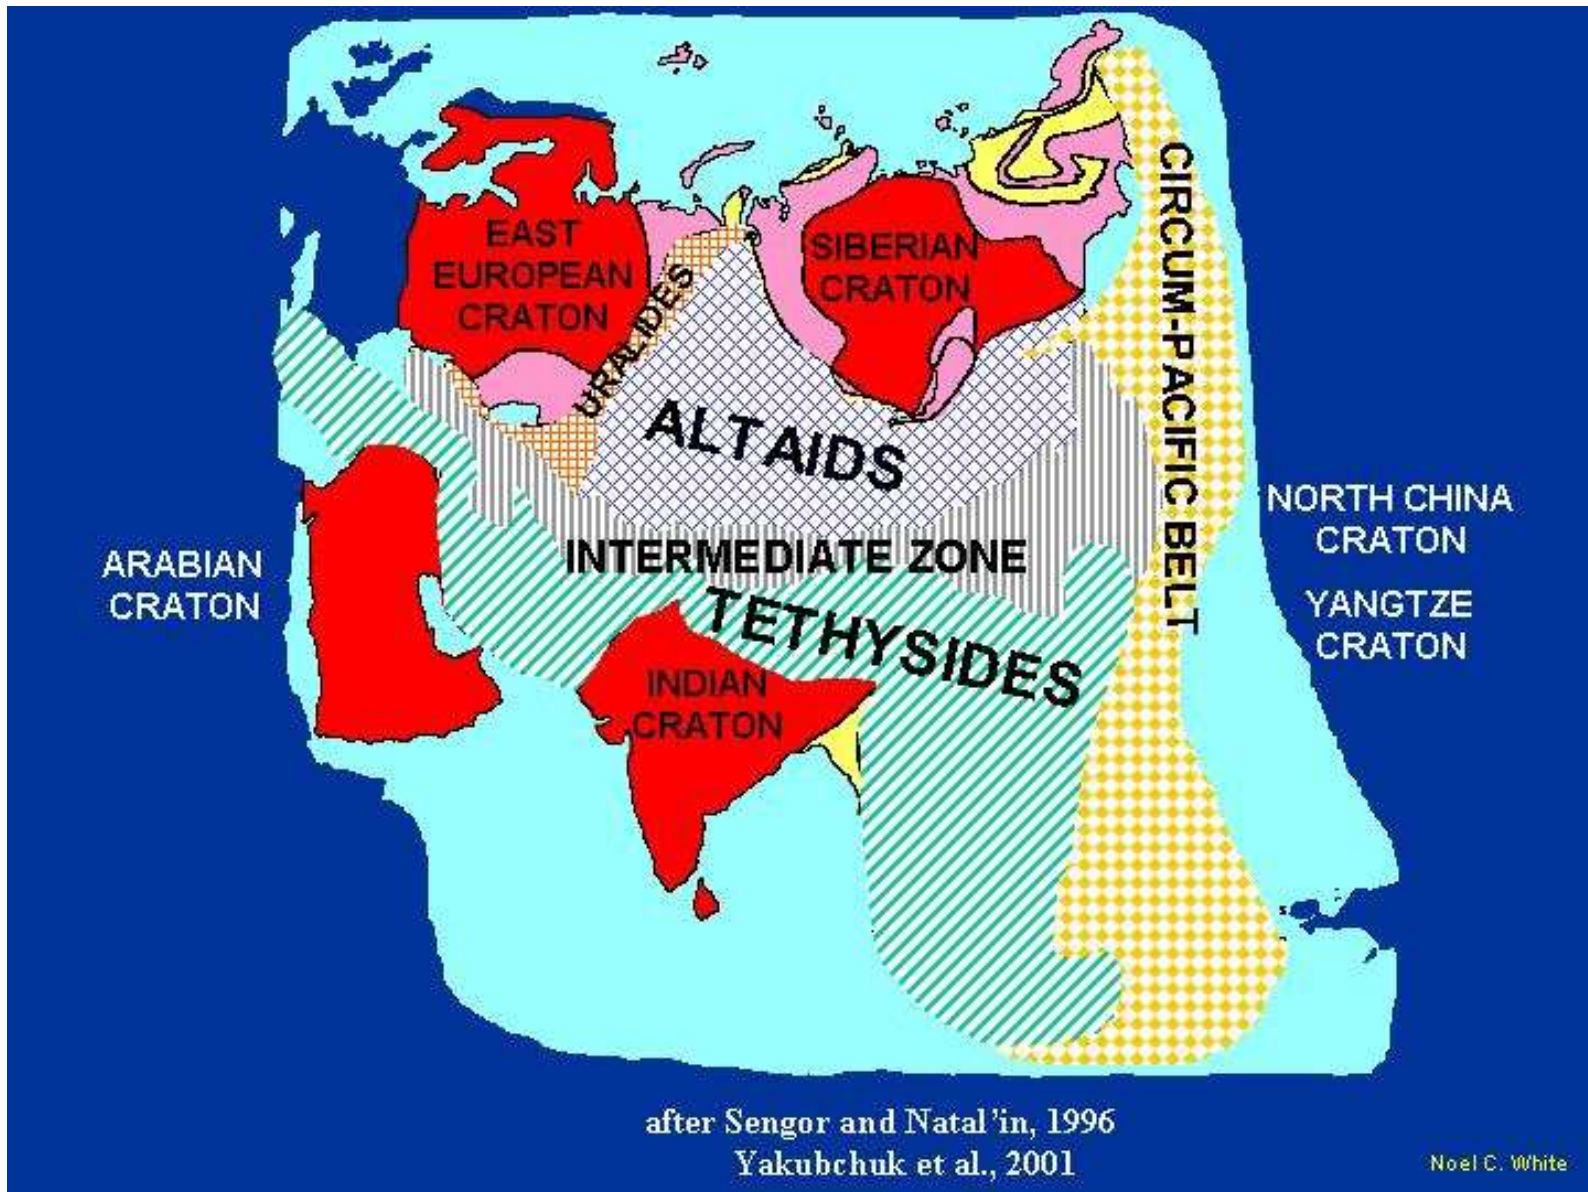 EAST
EUROPEAN
CRATON
URALIDES
SIBERIAN
CRATON
CIRCUM-PACIFIC BELT
ALTAIDS
INTERMEDIATE ZONE
TETHYSIDES
ARABIAN
CRATON
INDIAN
CRATON
NORTH CHINA
CRATON
YANGTZE
CRATON
after Sengor and Natal'in, 1996
Yakubchuk et al., 2001
Noel C. White